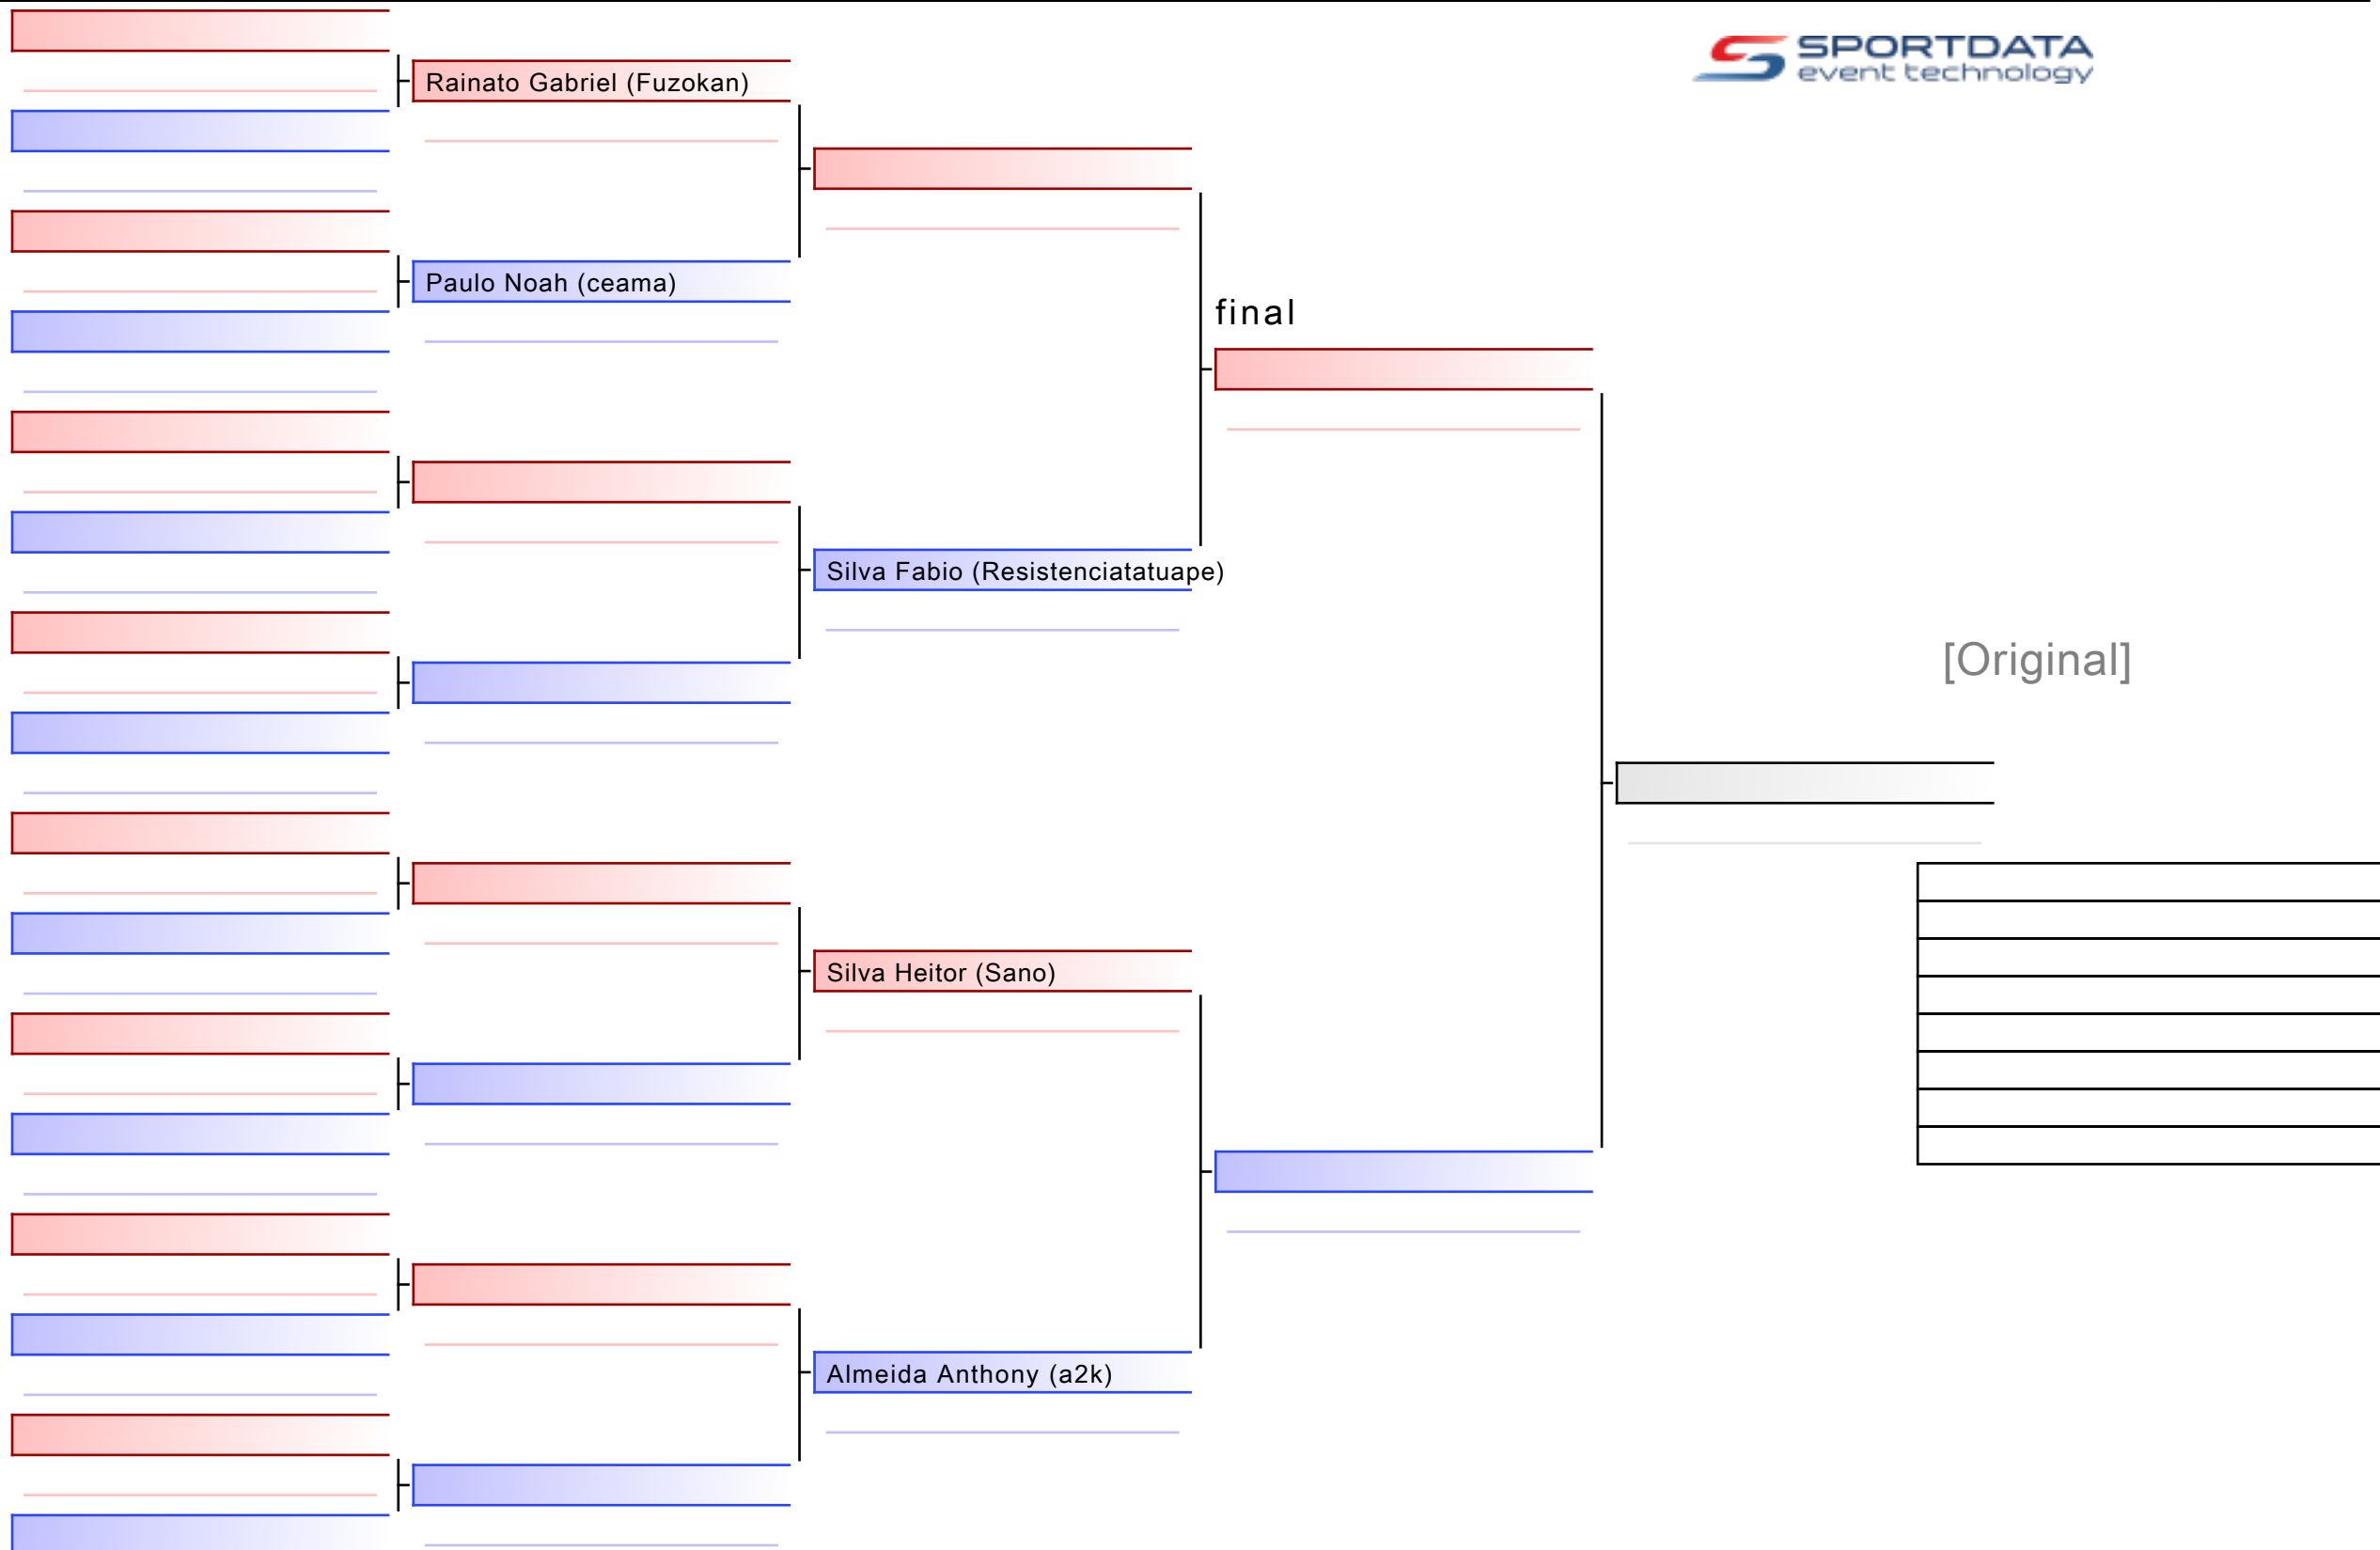 SPORTDATA
event technology
Rainato Gabriel (Fuzokan)
Paulo Noah (ceama)
final
Silva Fabio (Resistenciatatuape)
[Original]
Silva Heitor (Sano)
Almeida Anthony (a2k)